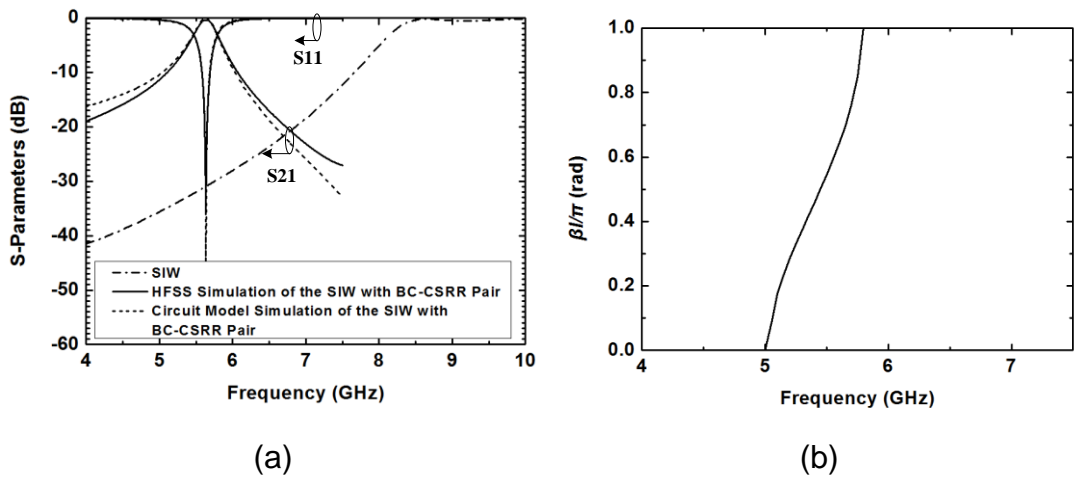 0
-10
-20
-30
-40
-50
-60
S-Parameters (dB)
S11
S21
SIW
HFSS Simulation of the SIW with BC-CSRR Pair
Circuit Model Simulation of the SIW with
BC-CSRR Pair
4 5 6 7 8 9 10
Frequency (GHz)
(a)
1.0
0.8
0.6
0.4
0.2
0.0
βl/π (rad)
4 5 6 7
Frequency (GHz)
(b)